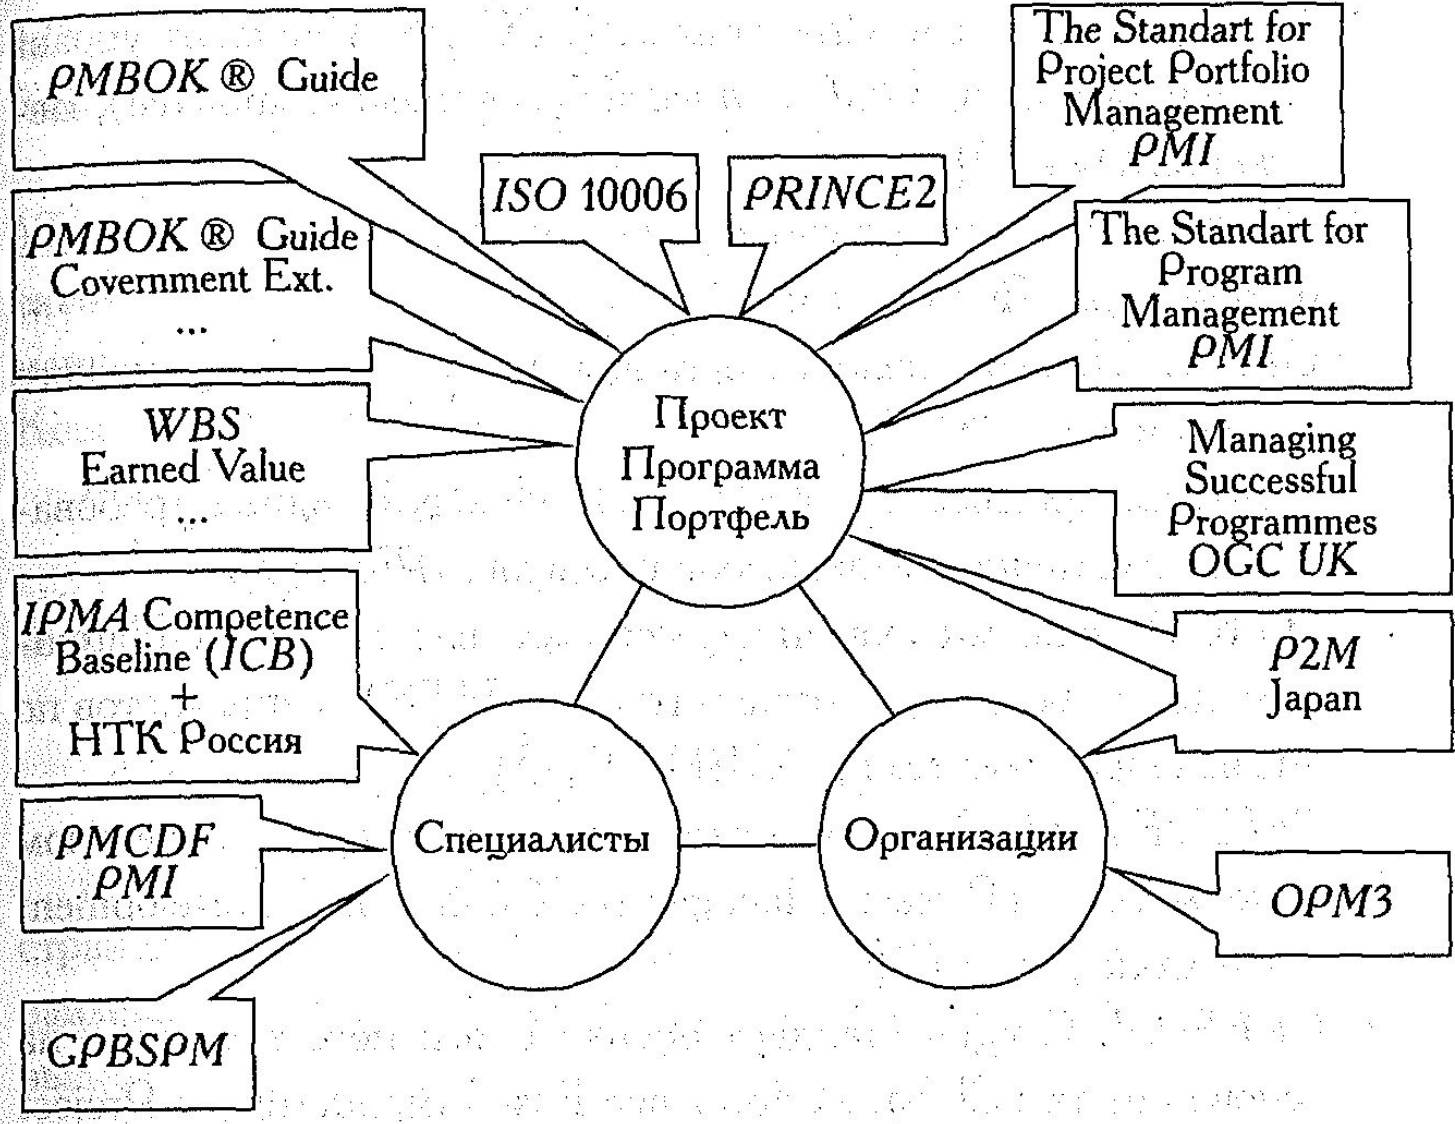 PMBOK ® Guide
PMBOK ® Guide
Covernment Ext.
...
WBS
Earned Value
...
IPMA Competence
Baseline (ICB)
+
НТК Россия
PMCDF
PMI
GPBSPM
ISO 10006
PRINCE2
The Standart for
Project Portfolio
Management
PMI
The Standart for
Program
Management
PMI
Managing
Successful
Programmes
OGC UK
P2M
Japan
OPM3
Проект
Программа
Портфель
Специалисты
Организации